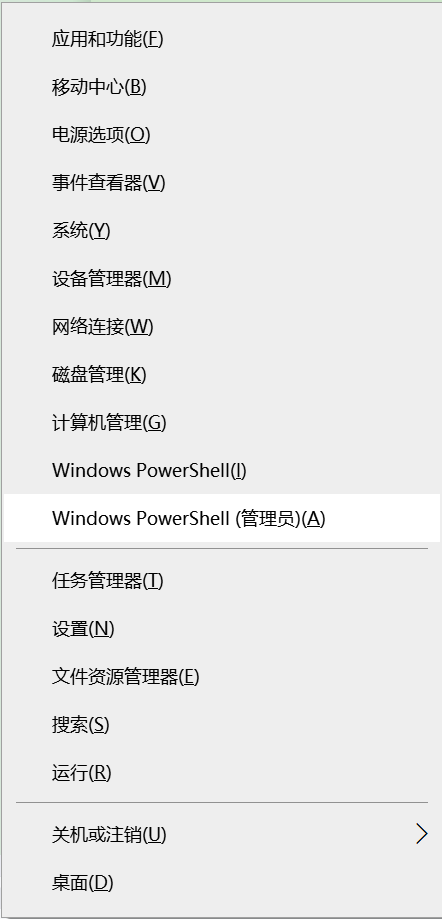 应用和功能(F)
移动中心(B)
电源选项(O)
事件查看器(V)
系统(Y)
设备管理器(M)
网络连接(W)
磁盘管理(K)
计算机管理(G)
Windows PowerShell(I)
Windows PowerShell (管理员)(A)
任务管理器(T)
设置(N)
文件资源管理器(E)
搜索(S)
运行(R)
关机或注销(U)
桌面(D)